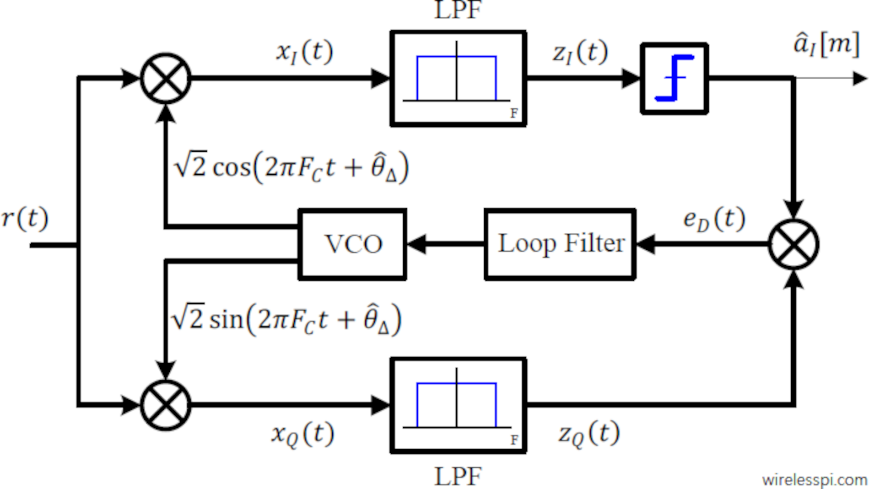 LPF
x_I(t)
z_I(t)
â_I[m]
F
√2 cos(2πF_C t + θ̂_Δ)
r(t)
VCO
Loop Filter
e_D(t)
√2 sin(2πF_C t + θ̂_Δ)
x_Q(t)
F
z_Q(t)
LPF
wirelesspi.com